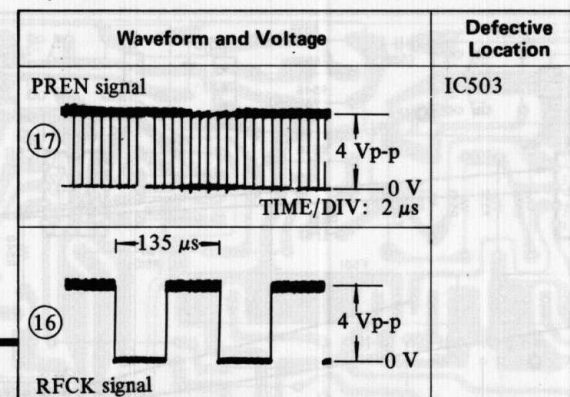 Waveform and Voltage
Defective Location
PREN signal
IC503
17
4 Vp-p
0 V
TIME/DIV: 2 μs
135 μs
16
4 Vp-p
0 V
RFCK signal